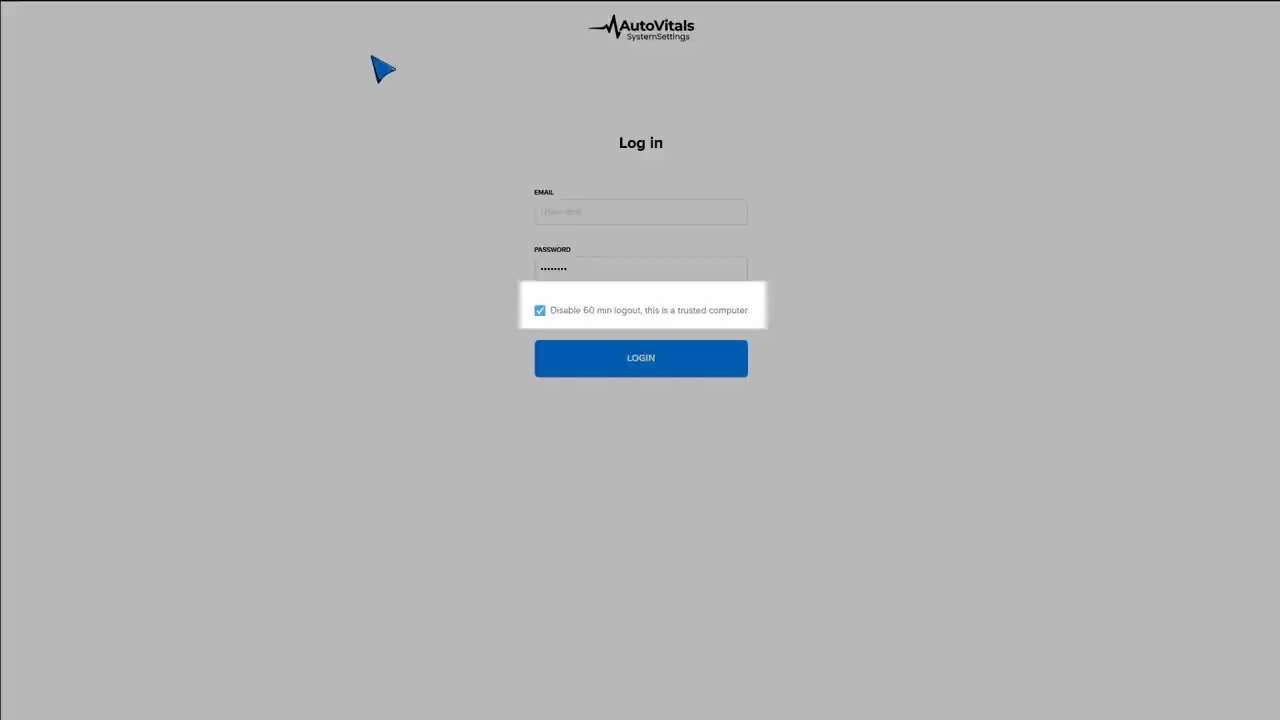 AutoVitals
SystemSettings
Log in
EMAIL
PASSWORD
••••••••
Disable 60 min logout, this is a trusted computer
LOGIN